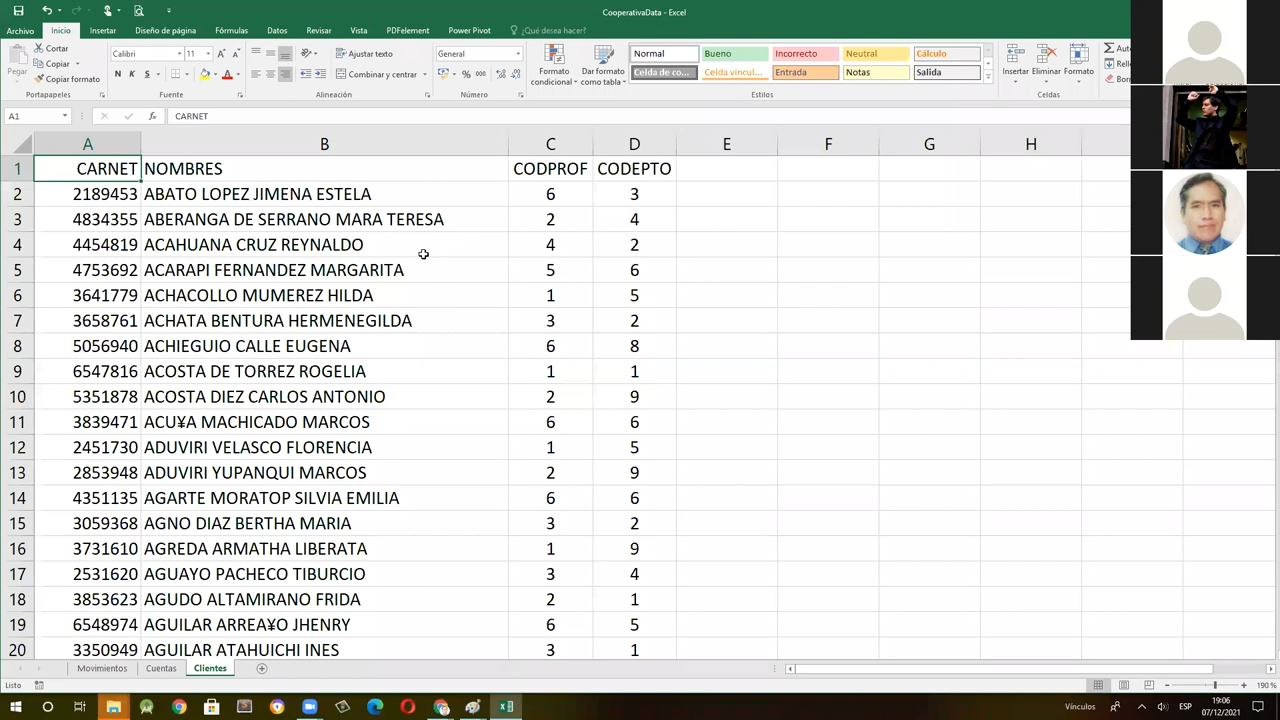 CooperativaData - Excel
Archivo Inicio Insertar Diseño de página Fórmulas Datos Revisar Vista PDFelement Power Pivot ¿Qué desea hacer?
Pegar
Cortar
Copiar
Copiar formato
Portapapeles
Calibri 11
N K S
Fuente
Ajustar texto
Combinar y centrar
Alineación
General
% 000
Número
Formato condicional
Dar formato como tabla
Normal Bueno Incorrecto Neutral Cálculo
Celda de co... Celda vincul... Entrada Notas Salida
Estilos
Insertar Eliminar Formato
Celdas
A1 fx CARNET
A B C D E F G H
1 CARNET NOMBRES CODPROF CODEPTO
2 2189453 ABATO LOPEZ JIMENA ESTELA 6 3
3 4834355 ABERANGA DE SERRANO MARA TERESA 2 4
4 4454819 ACAHUANA CRUZ REYNALDO 4 2
5 4753692 ACARAPI FERNANDEZ MARGARITA 5 6
6 3641779 ACHACOLLO MUMEREZ HILDA 1 5
7 3658761 ACHATA BENTURA HERMENEGILDA 3 2
8 5056940 ACHIEGUIO CALLE EUGENA 6 8
9 6547816 ACOSTA DE TORREZ ROGELIA 1 1
10 5351878 ACOSTA DIEZ CARLOS ANTONIO 2 9
11 3839471 ACU¥A MACHICADO MARCOS 6 6
12 2451730 ADUVIRI VELASCO FLORENCIA 1 5
13 2853948 ADUVIRI YUPANQUI MARCOS 2 9
14 4351135 AGARTE MORATOP SILVIA EMILIA 6 6
15 3059368 AGNO DIAZ BERTHA MARIA 3 2
16 3731610 AGREDA ARMATHA LIBERATA 1 9
17 2531620 AGUAYO PACHECO TIBURCIO 3 4
18 3853623 AGUDO ALTAMIRANO FRIDA 2 1
19 6548974 AGUILAR ARREA¥O JHENRY 6 5
20 3350949 AGUILAR ATAHUICHI INES 3 1
Movimientos Cuentas Clientes
Listo
190 %
Vínculos
ESP
19:06
07/12/2021